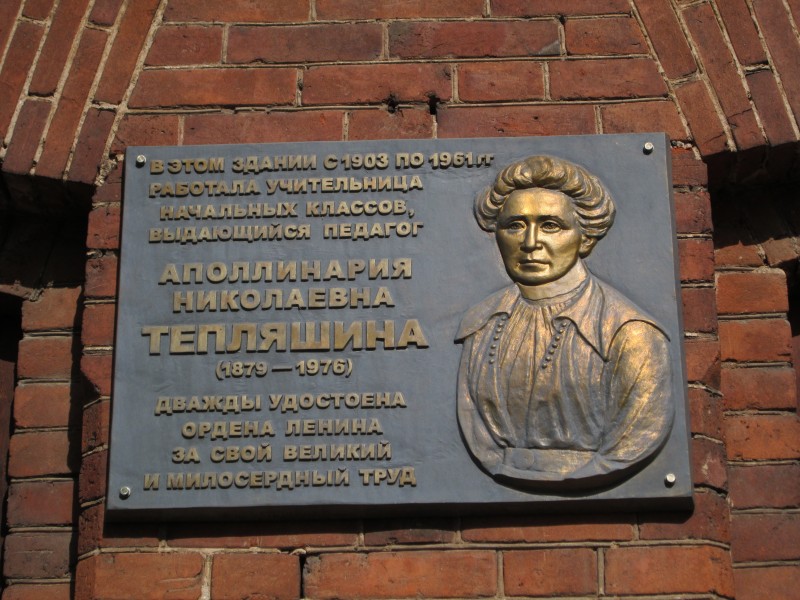 В ЭТОМ ЗДАНИИ С 1903 ПО 1961 гг
РАБОТАЛА УЧИТЕЛЬНИЦА
НАЧАЛЬНЫХ КЛАССОВ,
ВЫДАЮЩИЙСЯ ПЕДАГОГ
АПОЛЛИНАРИЯ
НИКОЛАЕВНА
ТЕПЛЯШИНА
(1879 — 1976)
ДВАЖДЫ УДОСТОЕНА
ОРДЕНА ЛЕНИНА
ЗА СВОЙ ВЕЛИКИЙ
И МИЛОСЕРДНЫЙ ТРУД